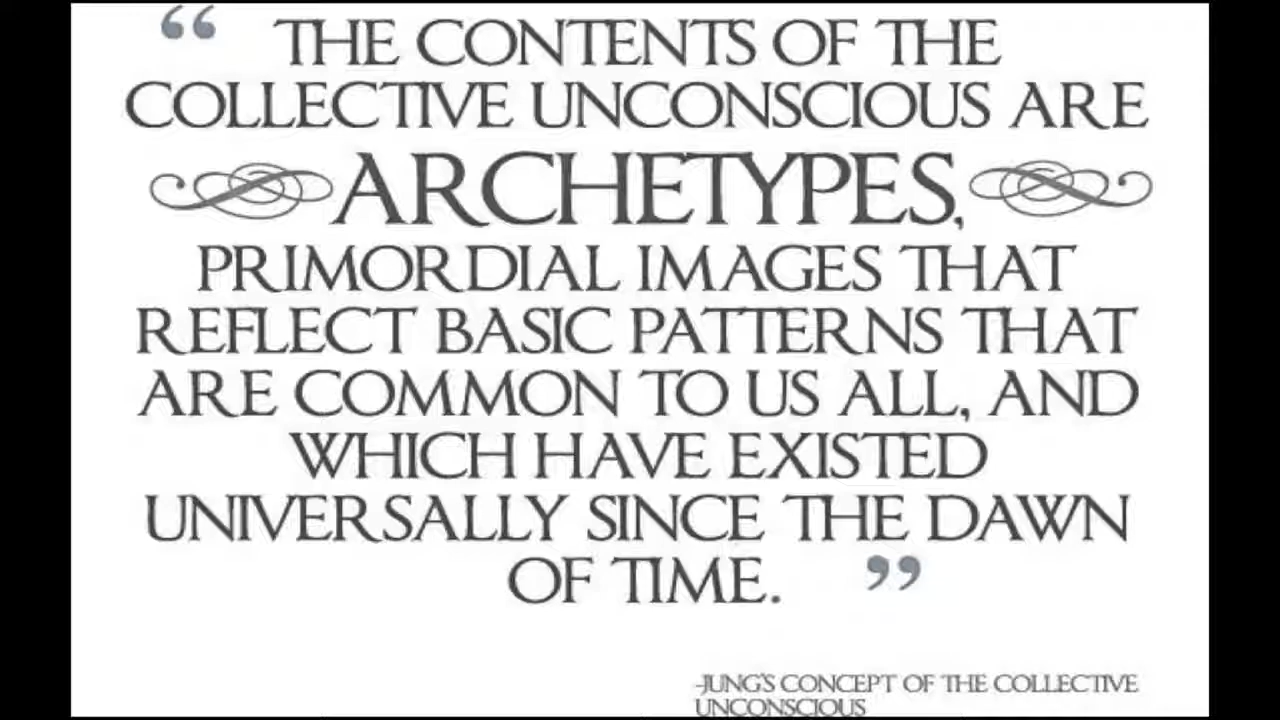 “ THE CONTENTS OF THE
COLLECTIVE UNCONSCIOUS ARE
ARCHETYPES,
PRIMORDIAL IMAGES THAT
REFLECT BASIC PATTERNS THAT
ARE COMMON TO US ALL, AND
WHICH HAVE EXISTED
UNIVERSALLY SINCE THE DAWN
OF TIME. ”
-JUNG'S CONCEPT OF THE COLLECTIVE
UNCONSCIOUS